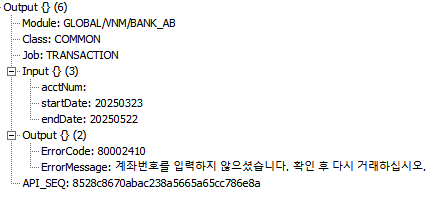 Output {} (6)
Module: GLOBAL/VNM/BANK_AB
Class: COMMON
Job: TRANSACTION
Input {} (3)
acctNum:
startDate: 20250323
endDate: 20250522
Output {} (2)
ErrorCode: 80002410
ErrorMessage: 계좌번호를 입력하지 않으셨습니다. 확인 후 다시 거래하십시오.
API_SEQ: 8528c8670abac238a5665a65cc786e8a